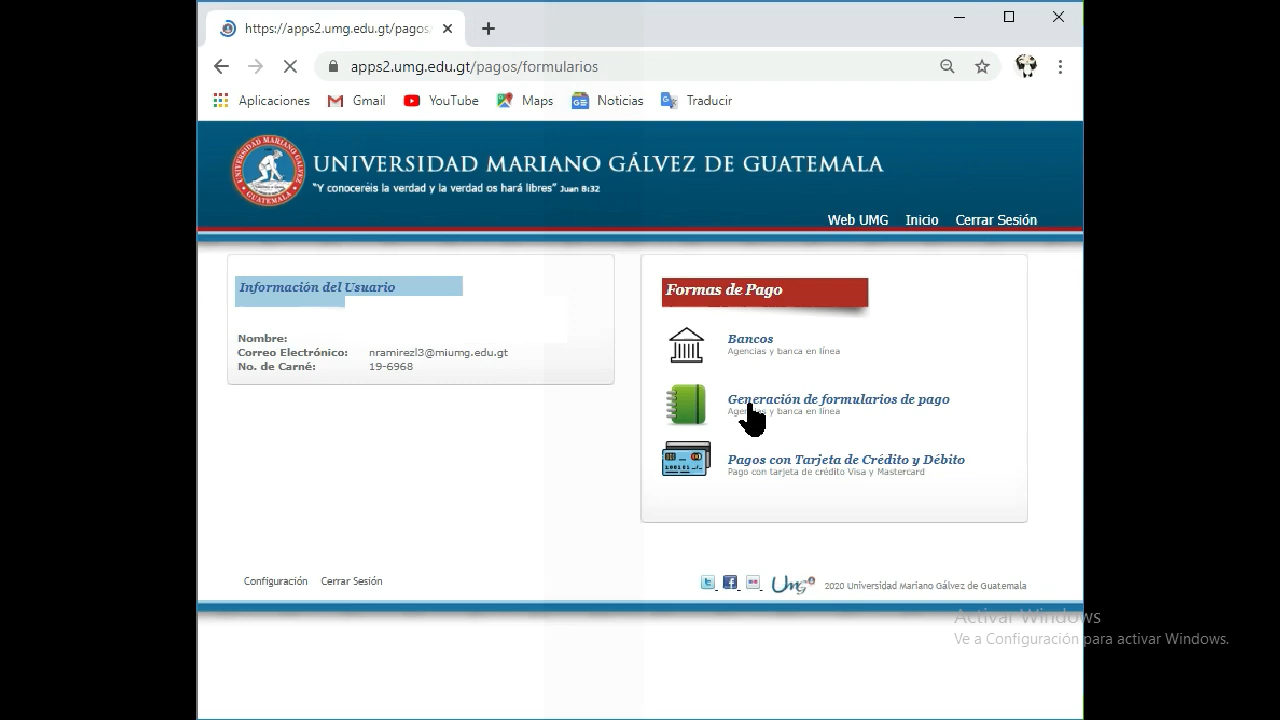 https://apps2.umg.edu.gt/pagos/
apps2.umg.edu.gt/pagos/formularios
Aplicaciones Gmail YouTube Maps Noticias Traducir
UNIVERSIDAD MARIANO GÁLVEZ DE GUATEMALA
"Y conoceréis la verdad y la verdad os hará libres" Juan 8:32
Web UMG Inicio Cerrar Sesión
Información del Usuario
Nombre:
Correo Electrónico: nramirezl3@miumg.edu.gt
No. de Carné: 19-6968
Formas de Pago
Bancos
Agencias y banca en línea
Generación de formularios de pago
Agencias y banca en línea
Pagos con Tarjeta de Crédito y Débito
Pago con tarjeta de crédito Visa y Mastercard
Configuración Cerrar Sesión
Umg 2020 Universidad Mariano Gálvez de Guatemala
Activar Windows
Ve a Configuración para activar Windows.